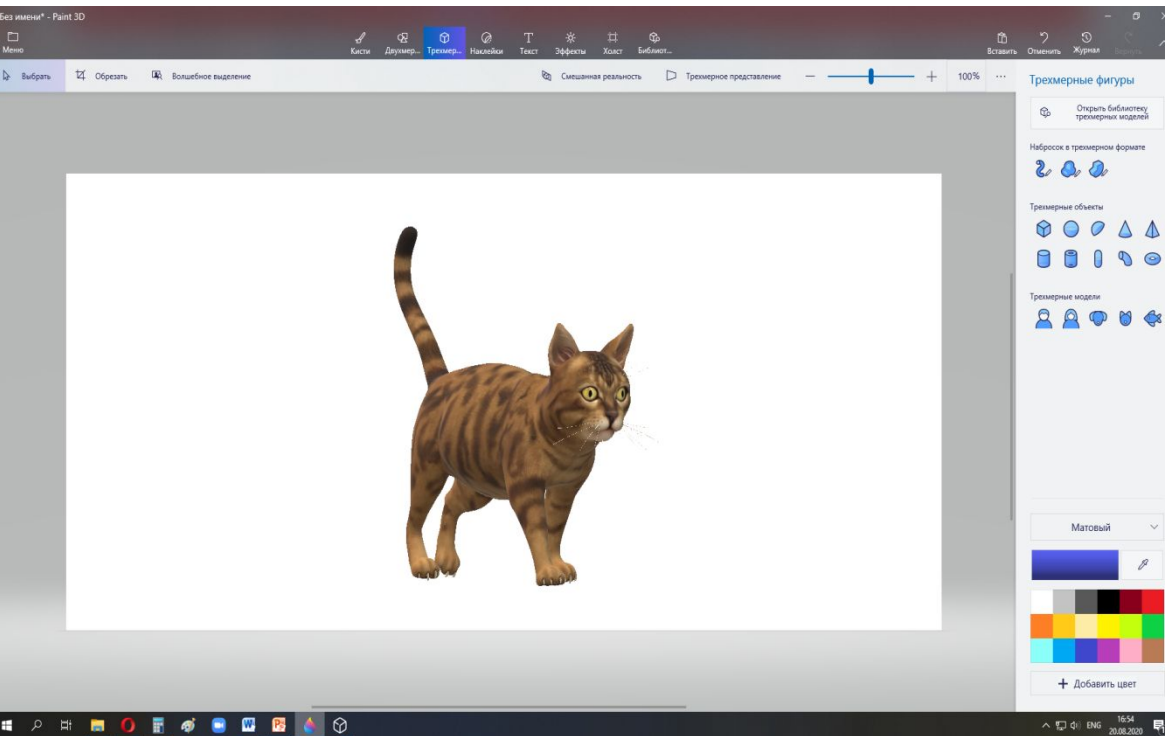 Без имени* - Paint 3D
Меню
Кисти
Двухмер...
Трехмер...
Наклейки
Текст
Эффекты
Холст
Библиот...
Вставить
Отменить
Журнал
Вернуть
Выбрать
Обрезать
Волшебное выделение
Смешанная реальность
Трехмерное представление
100%
Трехмерные фигуры
Открыть библиотеку
трехмерных моделей
Набросок в трехмерном формате
Трехмерные объекты
Трехмерные модели
Матовый
Добавить цвет
ENG
16:54
20.08.2020